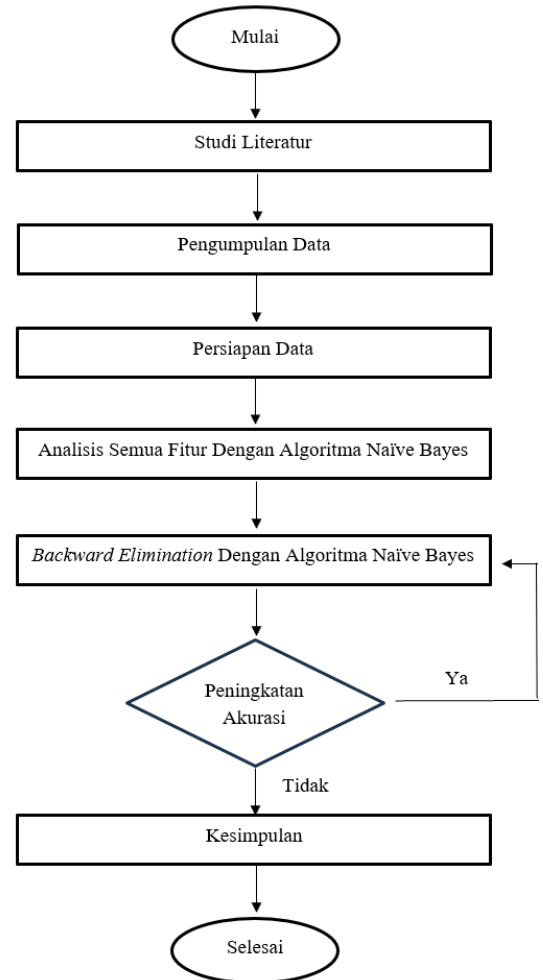 Mulai
Studi Literatur
Pengumpulan Data
Persiapan Data
Analisis Semua Fitur Dengan Algoritma Naïve Bayes
Backward Elimination Dengan Algoritma Naïve Bayes
Peningkatan
Akurasi
Ya
Tidak
Kesimpulan
Selesai